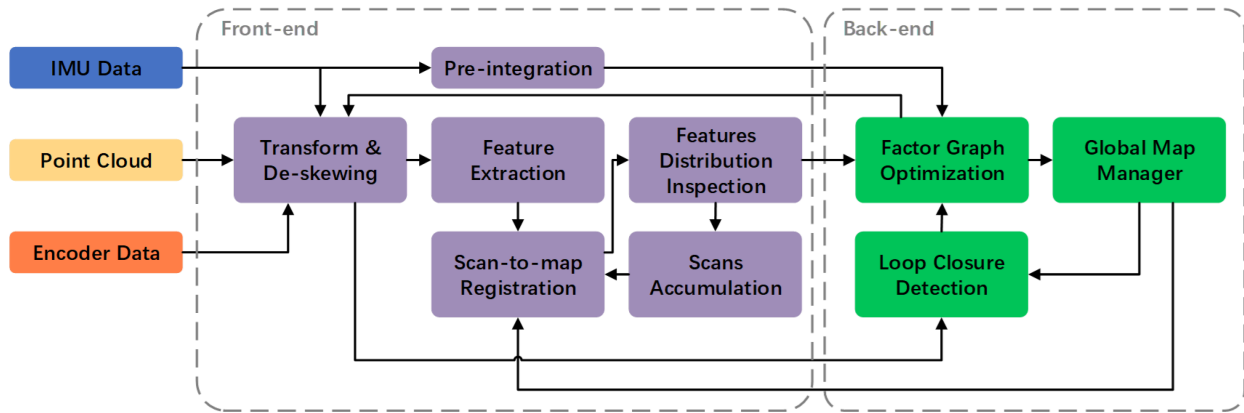 Front-end
Back-end
IMU Data
Pre-integration
Point Cloud
Transform &
De-skewing
Feature
Extraction
Features
Distribution
Inspection
Factor Graph
Optimization
Global Map
Manager
Encoder Data
Scan-to-map
Registration
Scans
Accumulation
Loop Closure
Detection